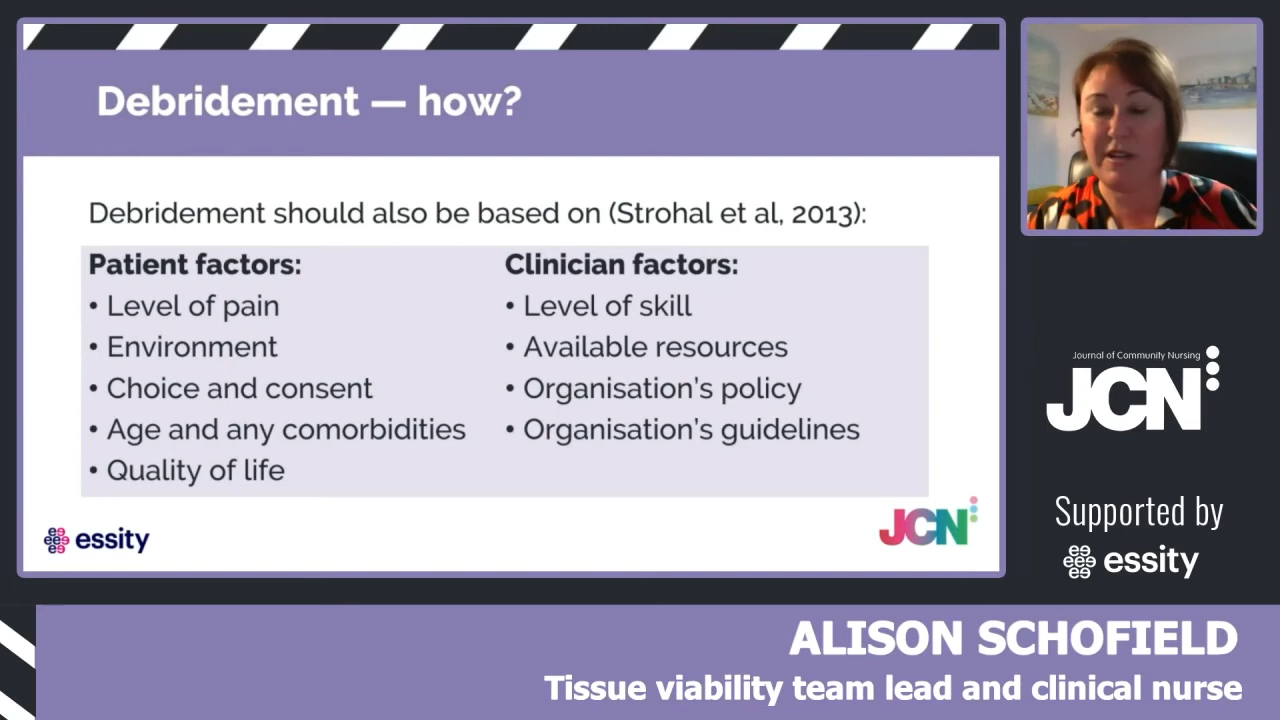 Debridement — how?
Debridement should also be based on (Strohal et al, 2013):
Patient factors:
• Level of pain
• Environment
• Choice and consent
• Age and any comorbidities
• Quality of life
Clinician factors:
• Level of skill
• Available resources
• Organisation's policy
• Organisation's guidelines
essity
JCN
Journal of Community Nursing
JCN
Supported by
essity
ALISON SCHOFIELD
Tissue viability team lead and clinical nurse